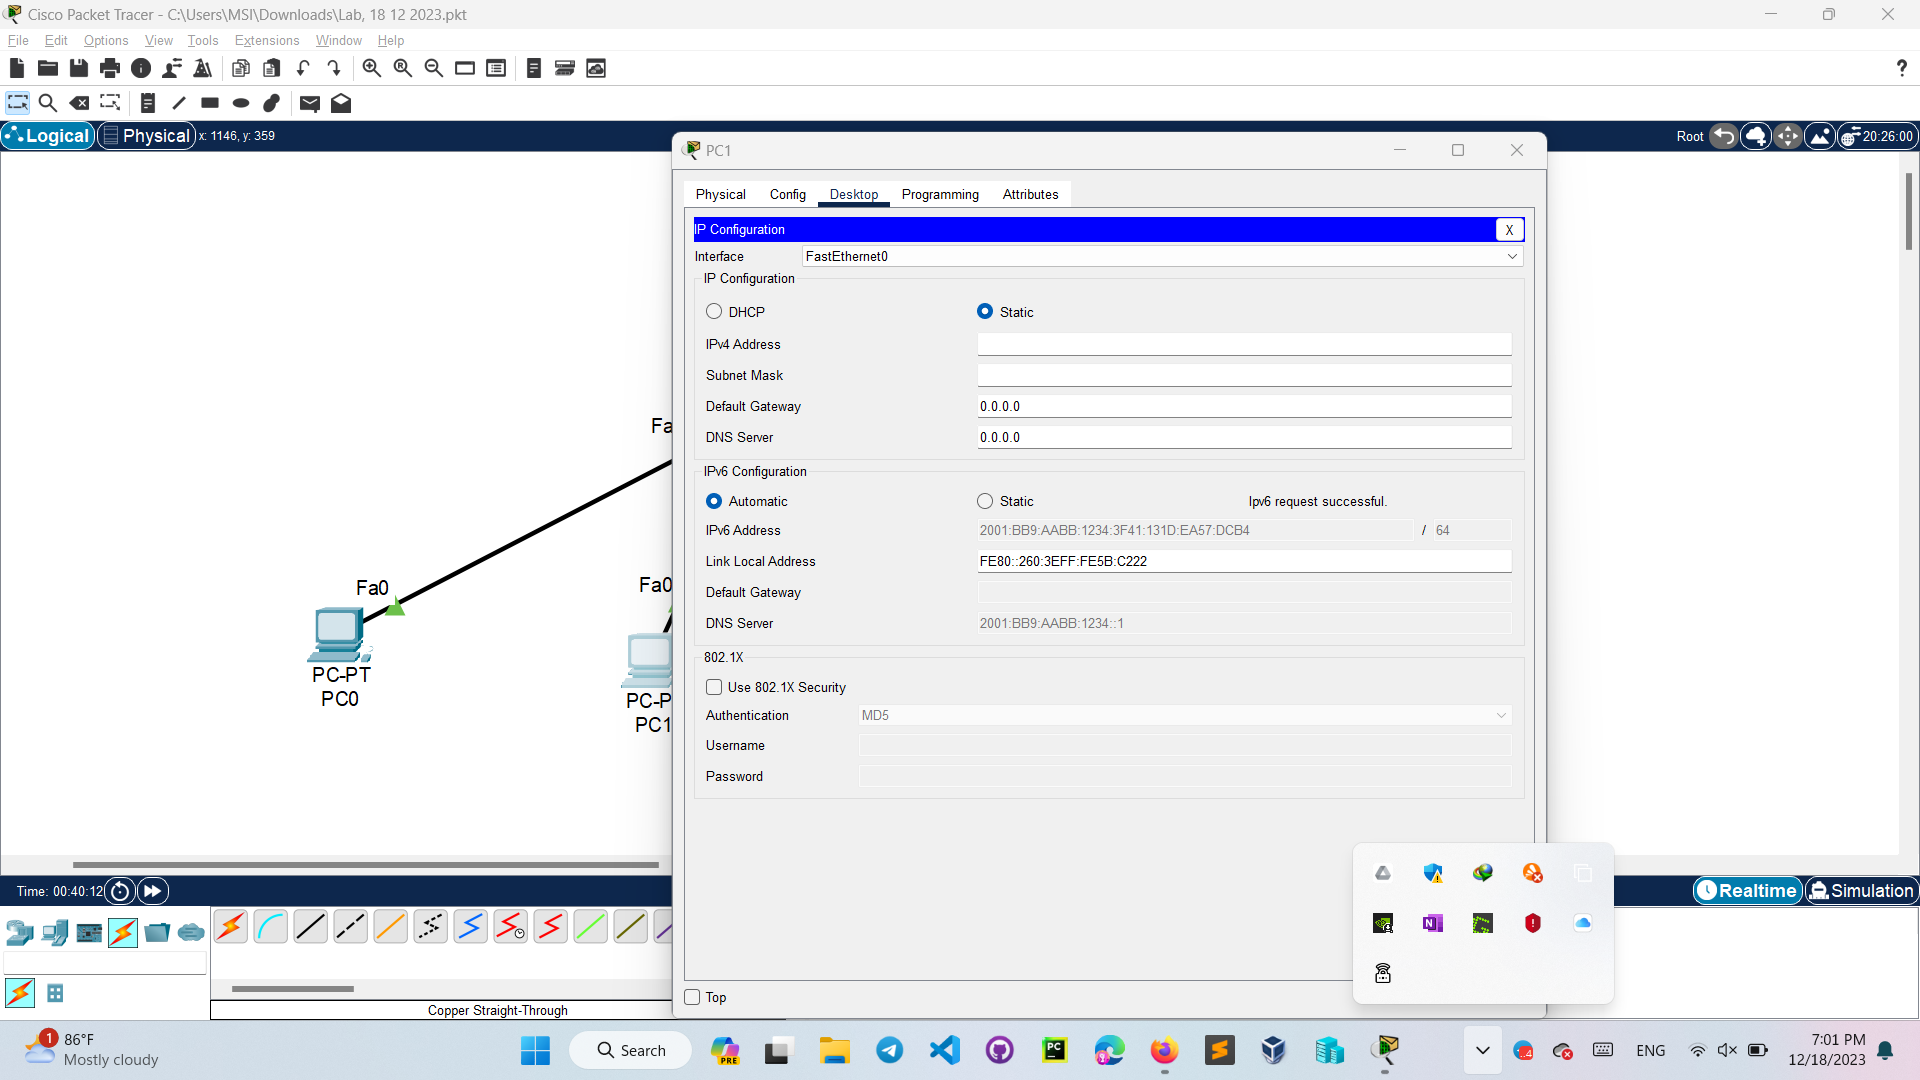 Cisco Packet Tracer - C:\Users\MSI\Downloads\Lab, 18 12 2023.pkt
File Edit Options View Tools Extensions Window Help
?
Logical Physical x: 1146, y: 359
Root 20:26:00
PC1
Physical Config Desktop Programming Attributes
IP Configuration X
Interface FastEthernet0
IP Configuration
DHCP Static
IPv4 Address
Subnet Mask
Default Gateway 0.0.0.0
DNS Server 0.0.0.0
IPv6 Configuration
Automatic Static Ipv6 request successful.
IPv6 Address 2001:BB9:AABB:1234:3F41:131D:EA57:DCB4 / 64
Link Local Address FE80::260:3EFF:FE5B:C222
Default Gateway
DNS Server 2001:BB9:AABB:1234::1
802.1X
Use 802.1X Security
Authentication MD5
Username
Password
Top
Fa
Fa0
PC-PT
PC0
Fa0
PC-P
PC1
Time: 00:40:12
Realtime Simulation
Copper Straight-Through
1
86°F
Mostly cloudy
Search
PRE
PC
4
ENG
7:01 PM
12/18/2023